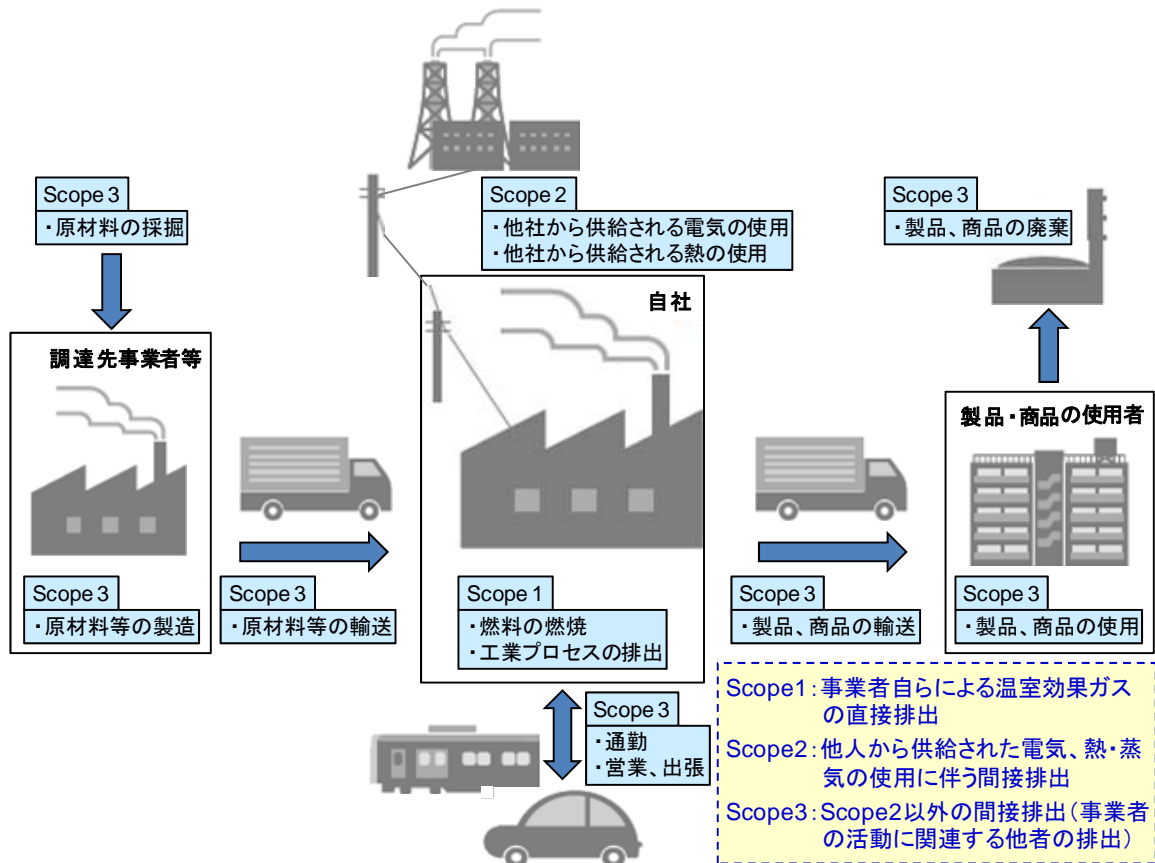 Scope 2
・他社から供給される電気の使用
・他社から供給される熱の使用
Scope 3
・原材料の採掘
Scope 3
・製品、商品の廃棄
調達先事業者等
自社
製品・商品の使用者
Scope 3
・原材料等の製造
Scope 3
・原材料等の輸送
Scope 1
・燃料の燃焼
・工業プロセスの排出
Scope 3
・製品、商品の輸送
Scope 3
・製品、商品の使用
Scope 3
・通勤
・営業、出張
Scope1：事業者自らによる温室効果ガス
の直接排出
Scope2：他人から供給された電気、熱・蒸
気の使用に伴う間接排出
Scope3：Scope2以外の間接排出（事業者
の活動に関連する他者の排出）